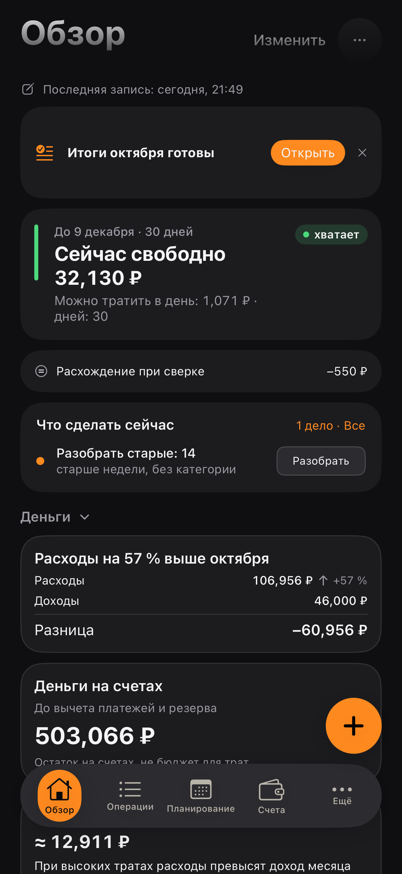 Обзор
Изменить
Последняя запись: сегодня, 21:49
Итоги октября готовы
Открыть
До 9 декабря · 30 дней
хватает
Сейчас свободно
32,130 ₽
Можно тратить в день: 1,071 ₽ ·
дней: 30
Расхождение при сверке
−550 ₽
Что сделать сейчас
1 дело · Все
Разобрать старые: 14
старше недели, без категории
Разобрать
Деньги
Расходы на 57 % выше октября
Расходы
106,956 ₽ ↑ +57 %
Доходы
46,000 ₽
Разница
−60,956 ₽
Деньги на счетах
До вычета платежей и резерва
503,066 ₽
Остаток на счетах, не бюджет для трат
Обзор
Операции
Планирование
Счета
Ещё
≈ 12,911 ₽
При высоких тратах расходы превысят доход месяца